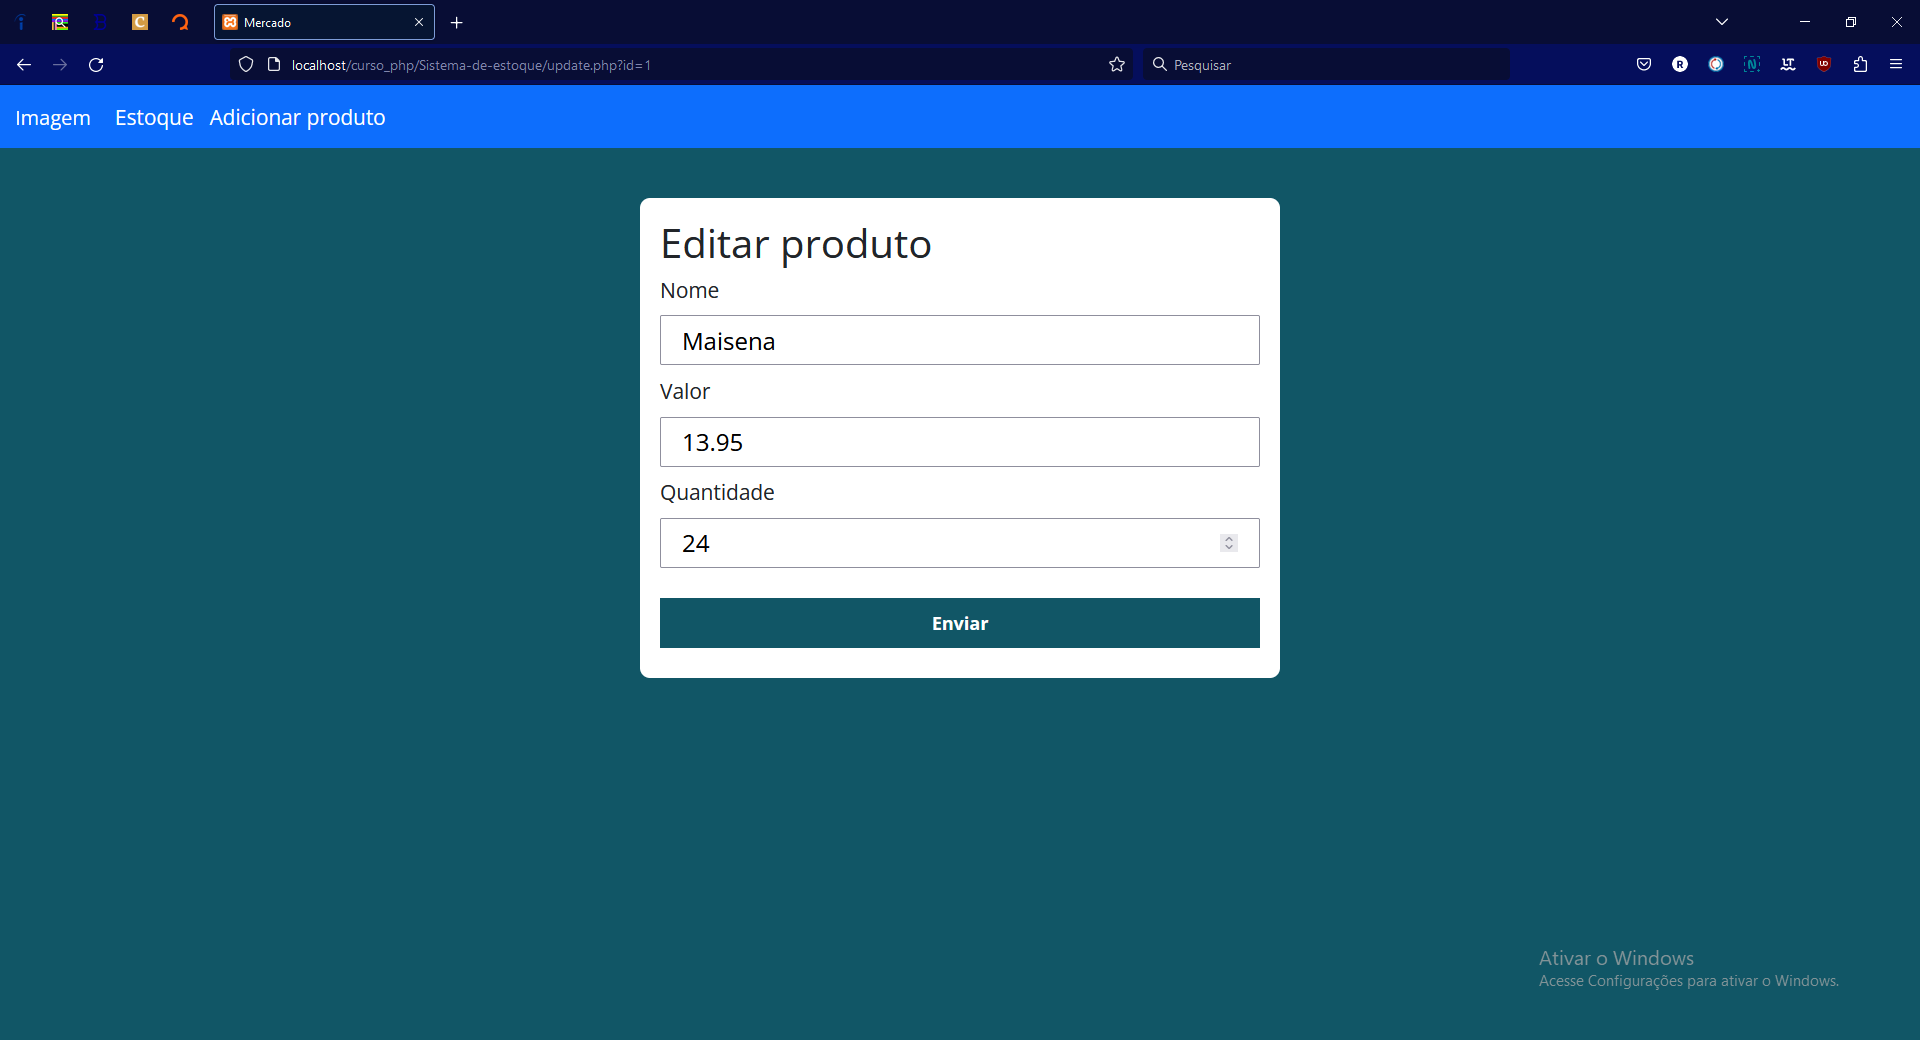 Mercado
localhost/curso_php/Sistema-de-estoque/update.php?id=1
Pesquisar
Imagem Estoque Adicionar produto
Editar produto
Nome
Maisena
Valor
13.95
Quantidade
24
Enviar
Ativar o Windows
Acesse Configurações para ativar o Windows.